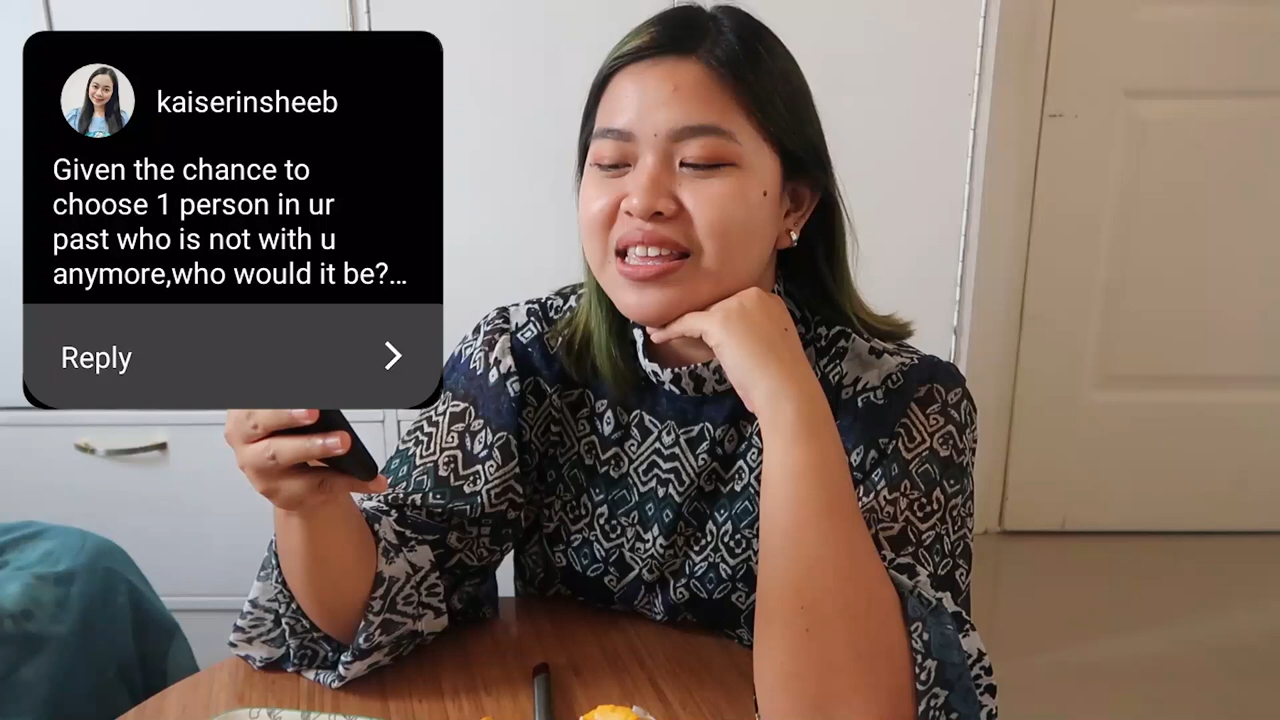 kaiserinsheeb
Given the chance to
choose 1 person in ur
past who is not with u
anymore,who would it be?...
Reply